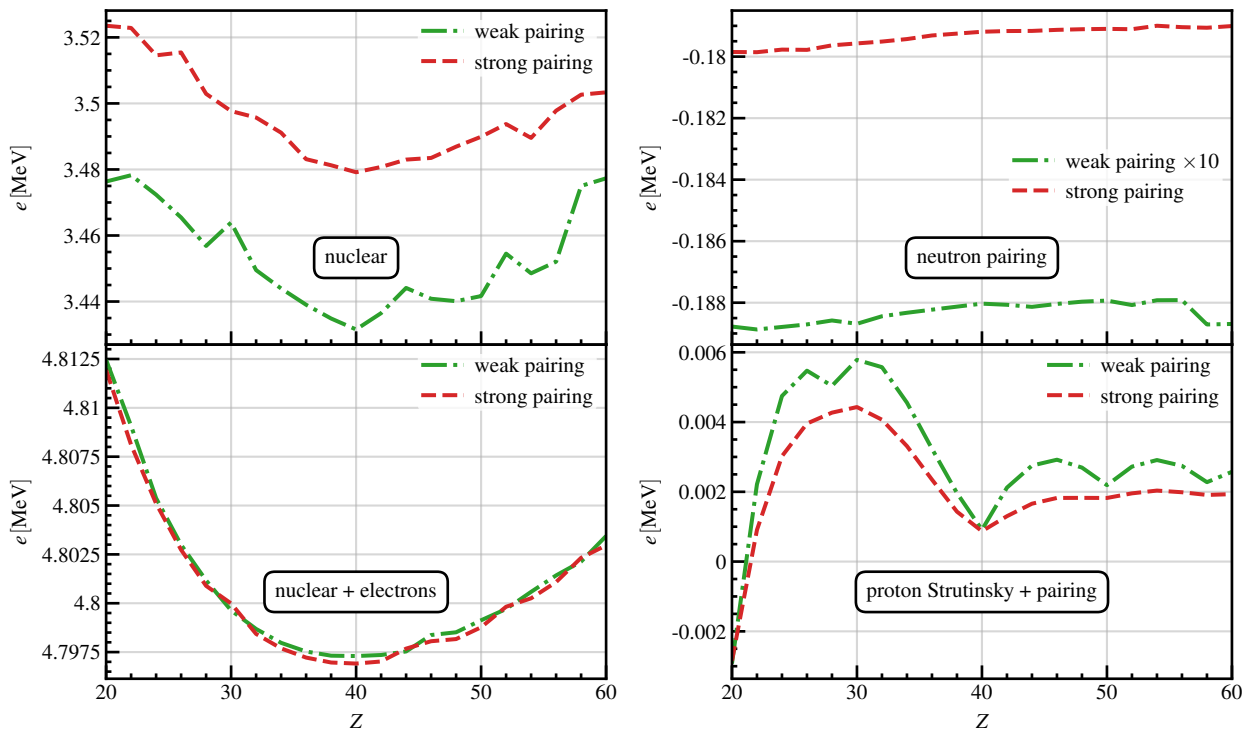 3.52
3.5
3.48
3.46
3.44
e [MeV]
weak pairing
strong pairing
nuclear
-0.18
-0.182
-0.184
-0.186
-0.188
e [MeV]
weak pairing ×10
strong pairing
neutron pairing
4.8125
4.81
4.8075
4.805
4.8025
4.8
4.7975
e [MeV]
weak pairing
strong pairing
nuclear + electrons
20 30 40 50 60
Z
0.006
0.004
0.002
0
-0.002
e [MeV]
weak pairing
strong pairing
proton Strutinsky + pairing
20 30 40 50 60
Z